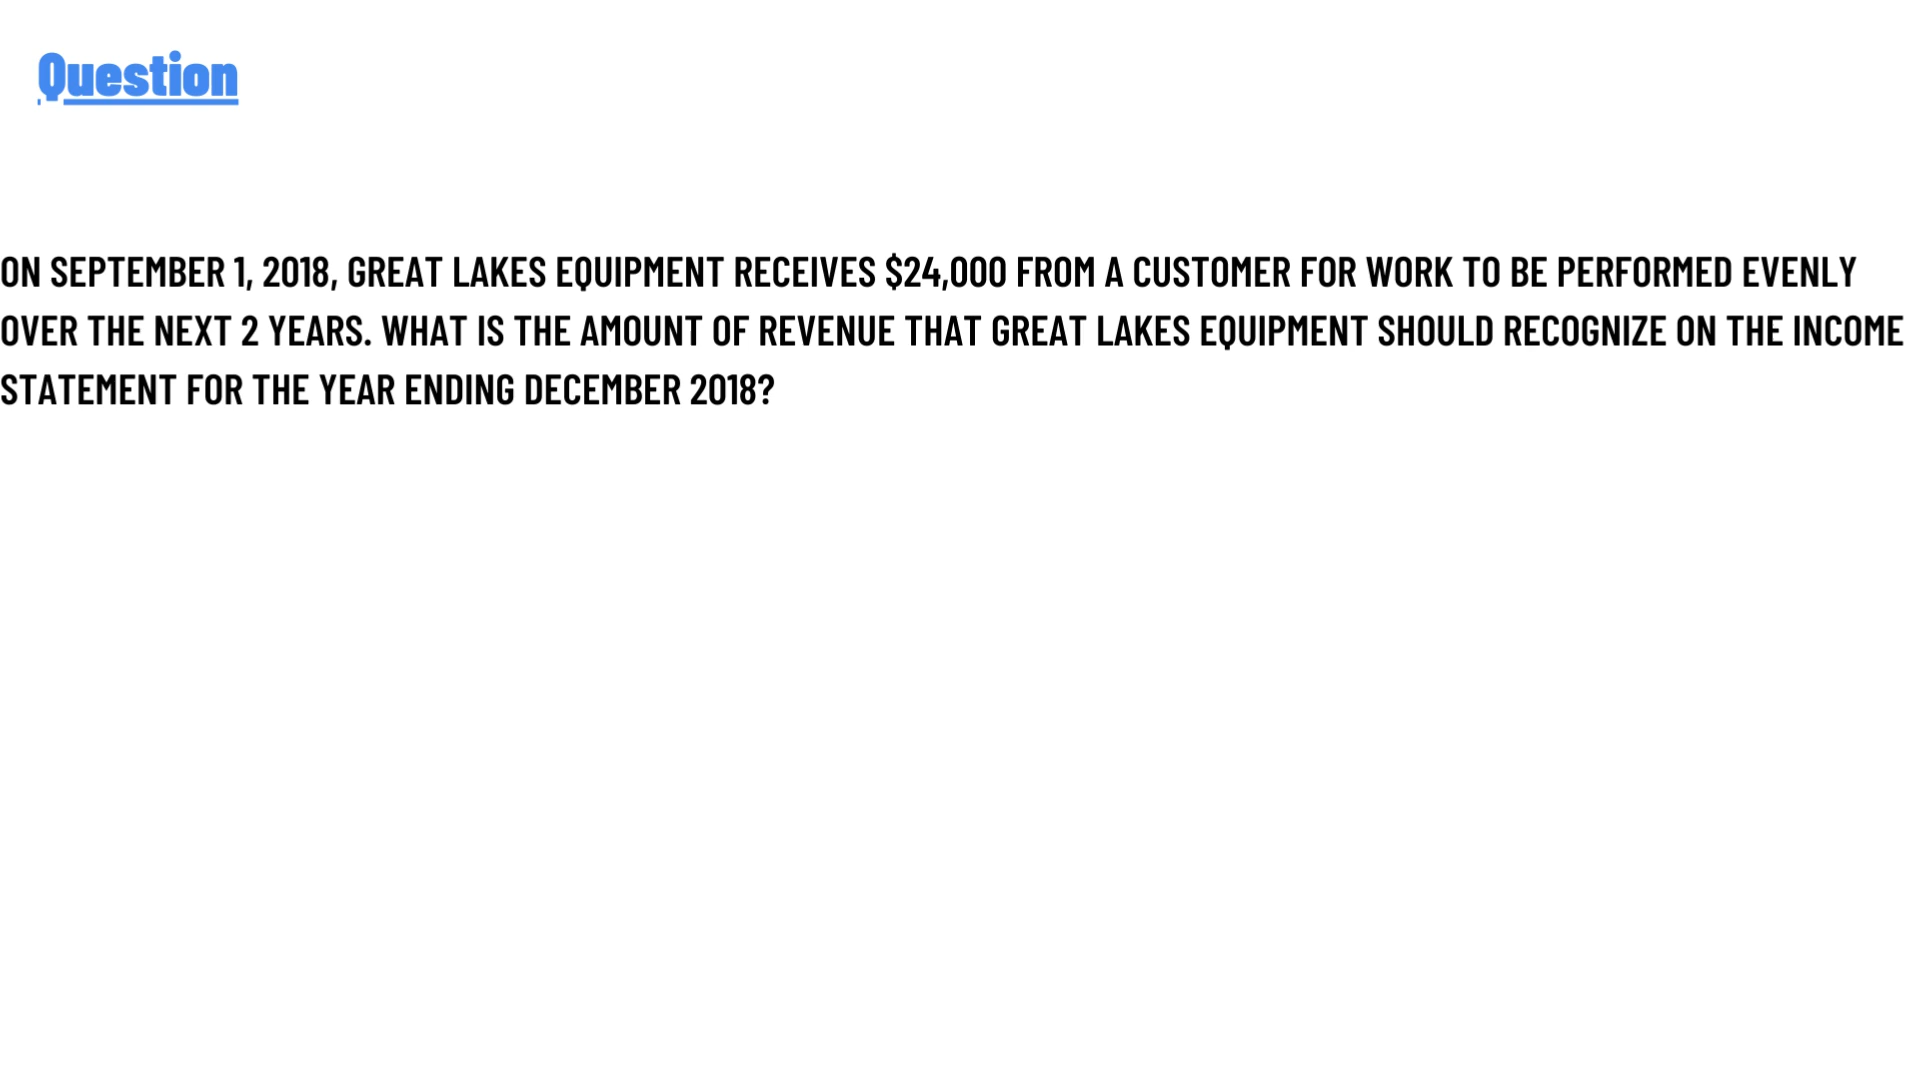 Question
ON SEPTEMBER 1, 2018, GREAT LAKES EQUIPMENT RECEIVES $24,000 FROM A CUSTOMER FOR WORK TO BE PERFORMED EVENLY
OVER THE NEXT 2 YEARS. WHAT IS THE AMOUNT OF REVENUE THAT GREAT LAKES EQUIPMENT SHOULD RECOGNIZE ON THE INCOME
STATEMENT FOR THE YEAR ENDING DECEMBER 2018?